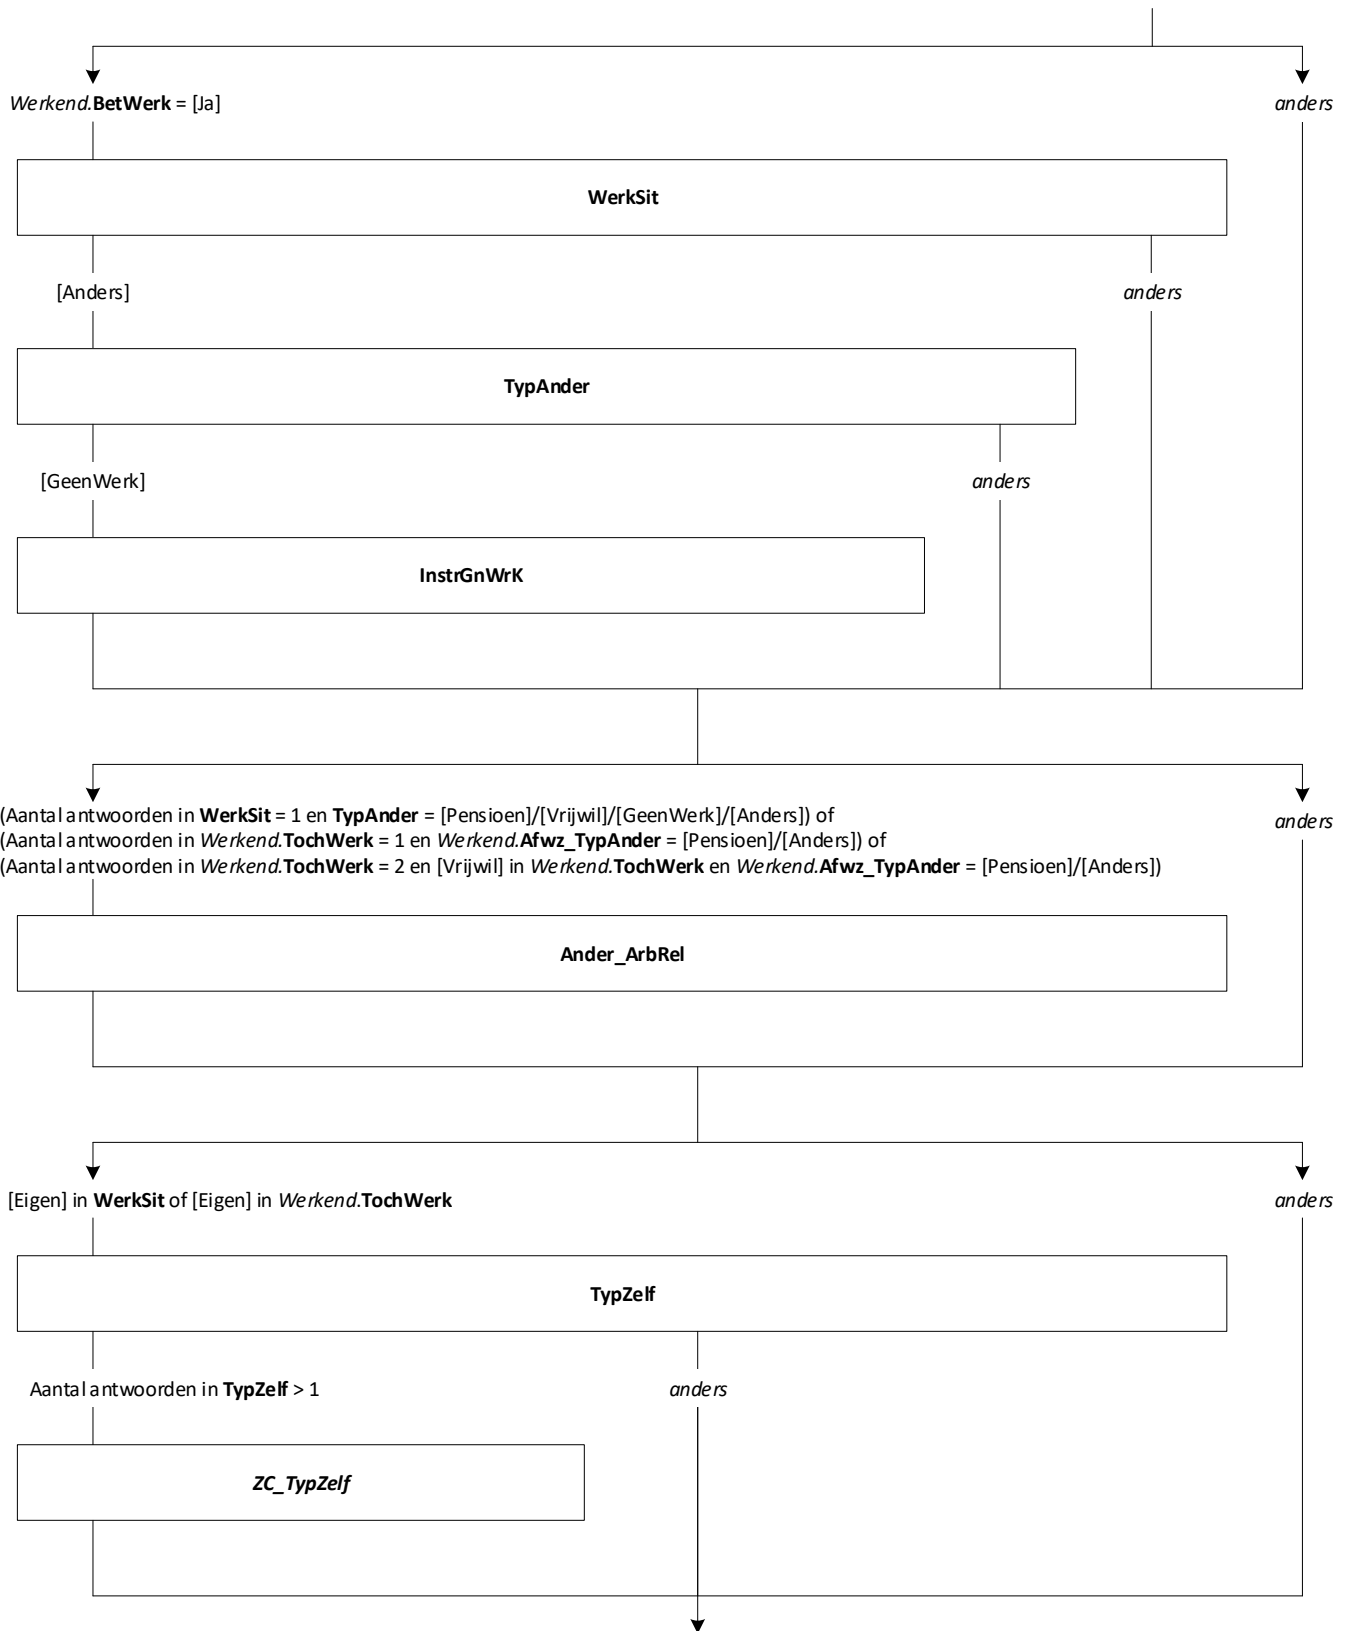 Werkend.BetWerk = [Ja]
anders
WerkSit
[Anders]
anders
TypAnder
[GeenWerk]
anders
InstrGnWrK
(Aantal antwoorden in WerkSit = 1 en TypAnder = [Pensioen]/[Vrijwil]/[GeenWerk]/[Anders]) of
(Aantal antwoorden in Werkend.TochWerk = 1 en Werkend.Afwz_TypAnder = [Pensioen]/[Anders]) of
(Aantal antwoorden in Werkend.TochWerk = 2 en [Vrijwil] in Werkend.TochWerk en Werkend.Afwz_TypAnder = [Pensioen]/[Anders])
anders
Ander_ArbRel
[Eigen] in WerkSit of [Eigen] in Werkend.TochWerk
anders
TypZelf
Aantal antwoorden in TypZelf > 1
anders
ZC_TypZelf